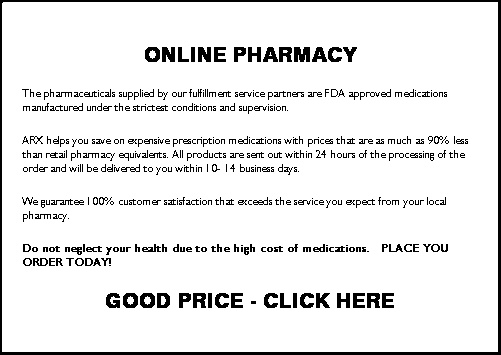 ONLINE PHARMACY
The pharmaceuticals supplied by our fulfillment service partners are FDA approved medications
manufactured under the strictest conditions and supervision.
ARX helps you save on expensive prescription medications with prices that are as much as 90% less
than retail pharmacy equivalents. All products are sent out within 24 hours of the processing of the
order and will be delivered to you within 10- 14 business days.
We guarantee 100% customer satisfaction that exceeds the service you expect from your local
pharmacy.
Do not neglect your health due to the high cost of medications. PLACE YOU
ORDER TODAY!
GOOD PRICE - CLICK HERE